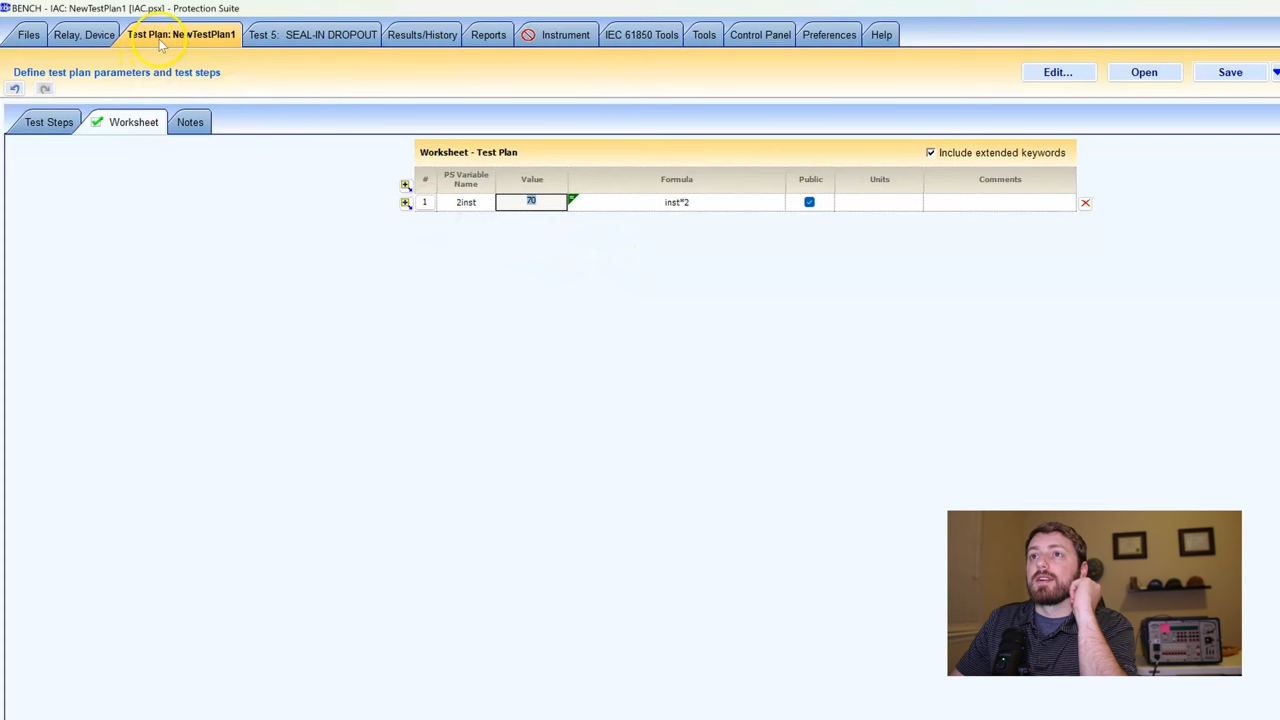 BENCH - IAC: NewTestPlan1 [IAC.psx] - Protection Suite
Files Relay, Device Test Plan: NewTestPlan1 Test 5: SEAL-IN DROPOUT Results/History Reports Instrument IEC 61850 Tools Tools Control Panel Preferences Help
Define test plan parameters and test steps
Edit... Open Save
Test Steps Worksheet Notes
Worksheet - Test Plan Include extended keywords
# PS Variable Name Value Formula Public Units Comments
1 2inst 70 inst*2